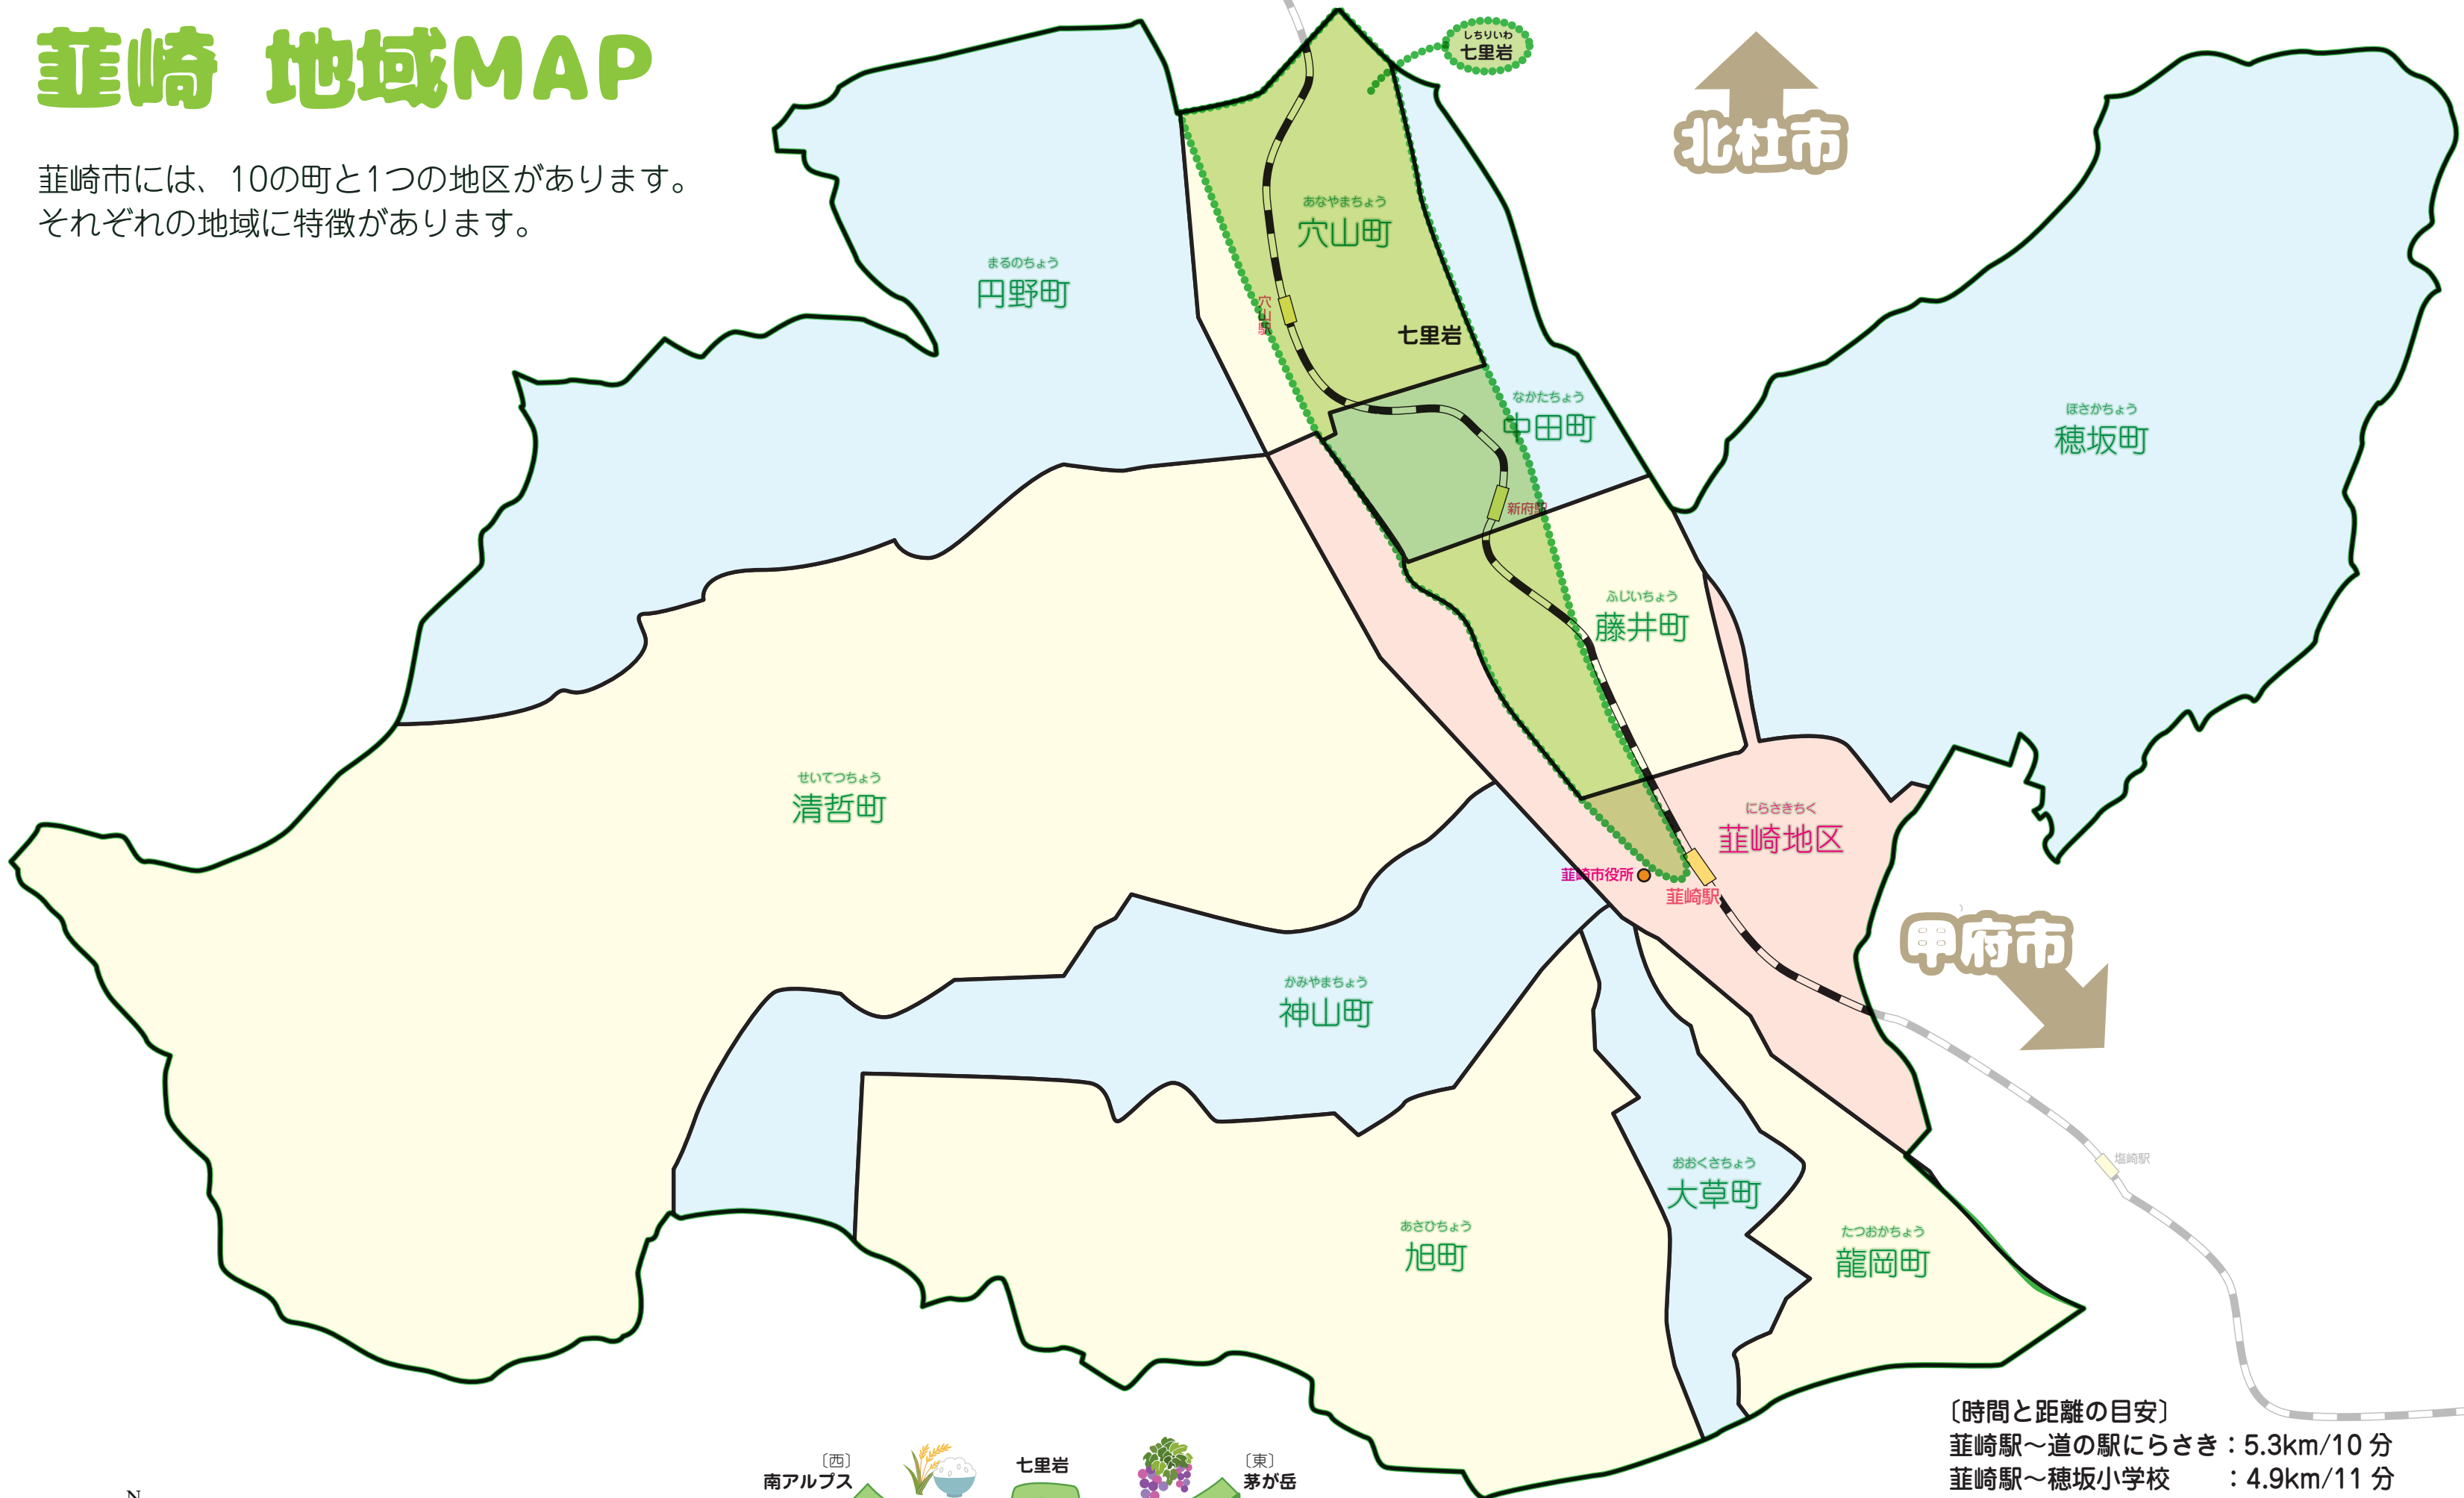 韮崎 地域MAP
韮崎市には、10の町と1つの地区があります。
それぞれの地域に特徴があります。
しちりいわ
七里岩
北杜市
あなやまちょう
穴山町
まるのちょう
円野町
穴山駅
七里岩
なかたちょう
中田町
ほさかちょう
穂坂町
新府駅
ふじいちょう
藤井町
せいてつちょう
清哲町
にらさきちく
韮崎地区
韮崎市役所
韮崎駅
甲府市
かみやまちょう
神山町
塩崎駅
おおくさちょう
大草町
あさひちょう
旭町
たつおかちょう
龍岡町
〔時間と距離の目安〕
韮崎駅〜道の駅にらさき：5.3km/10 分
韮崎駅〜穂坂小学校　　：4.9km/11 分
〔西〕
南アルプス
七里岩
〔東〕
茅が岳
N